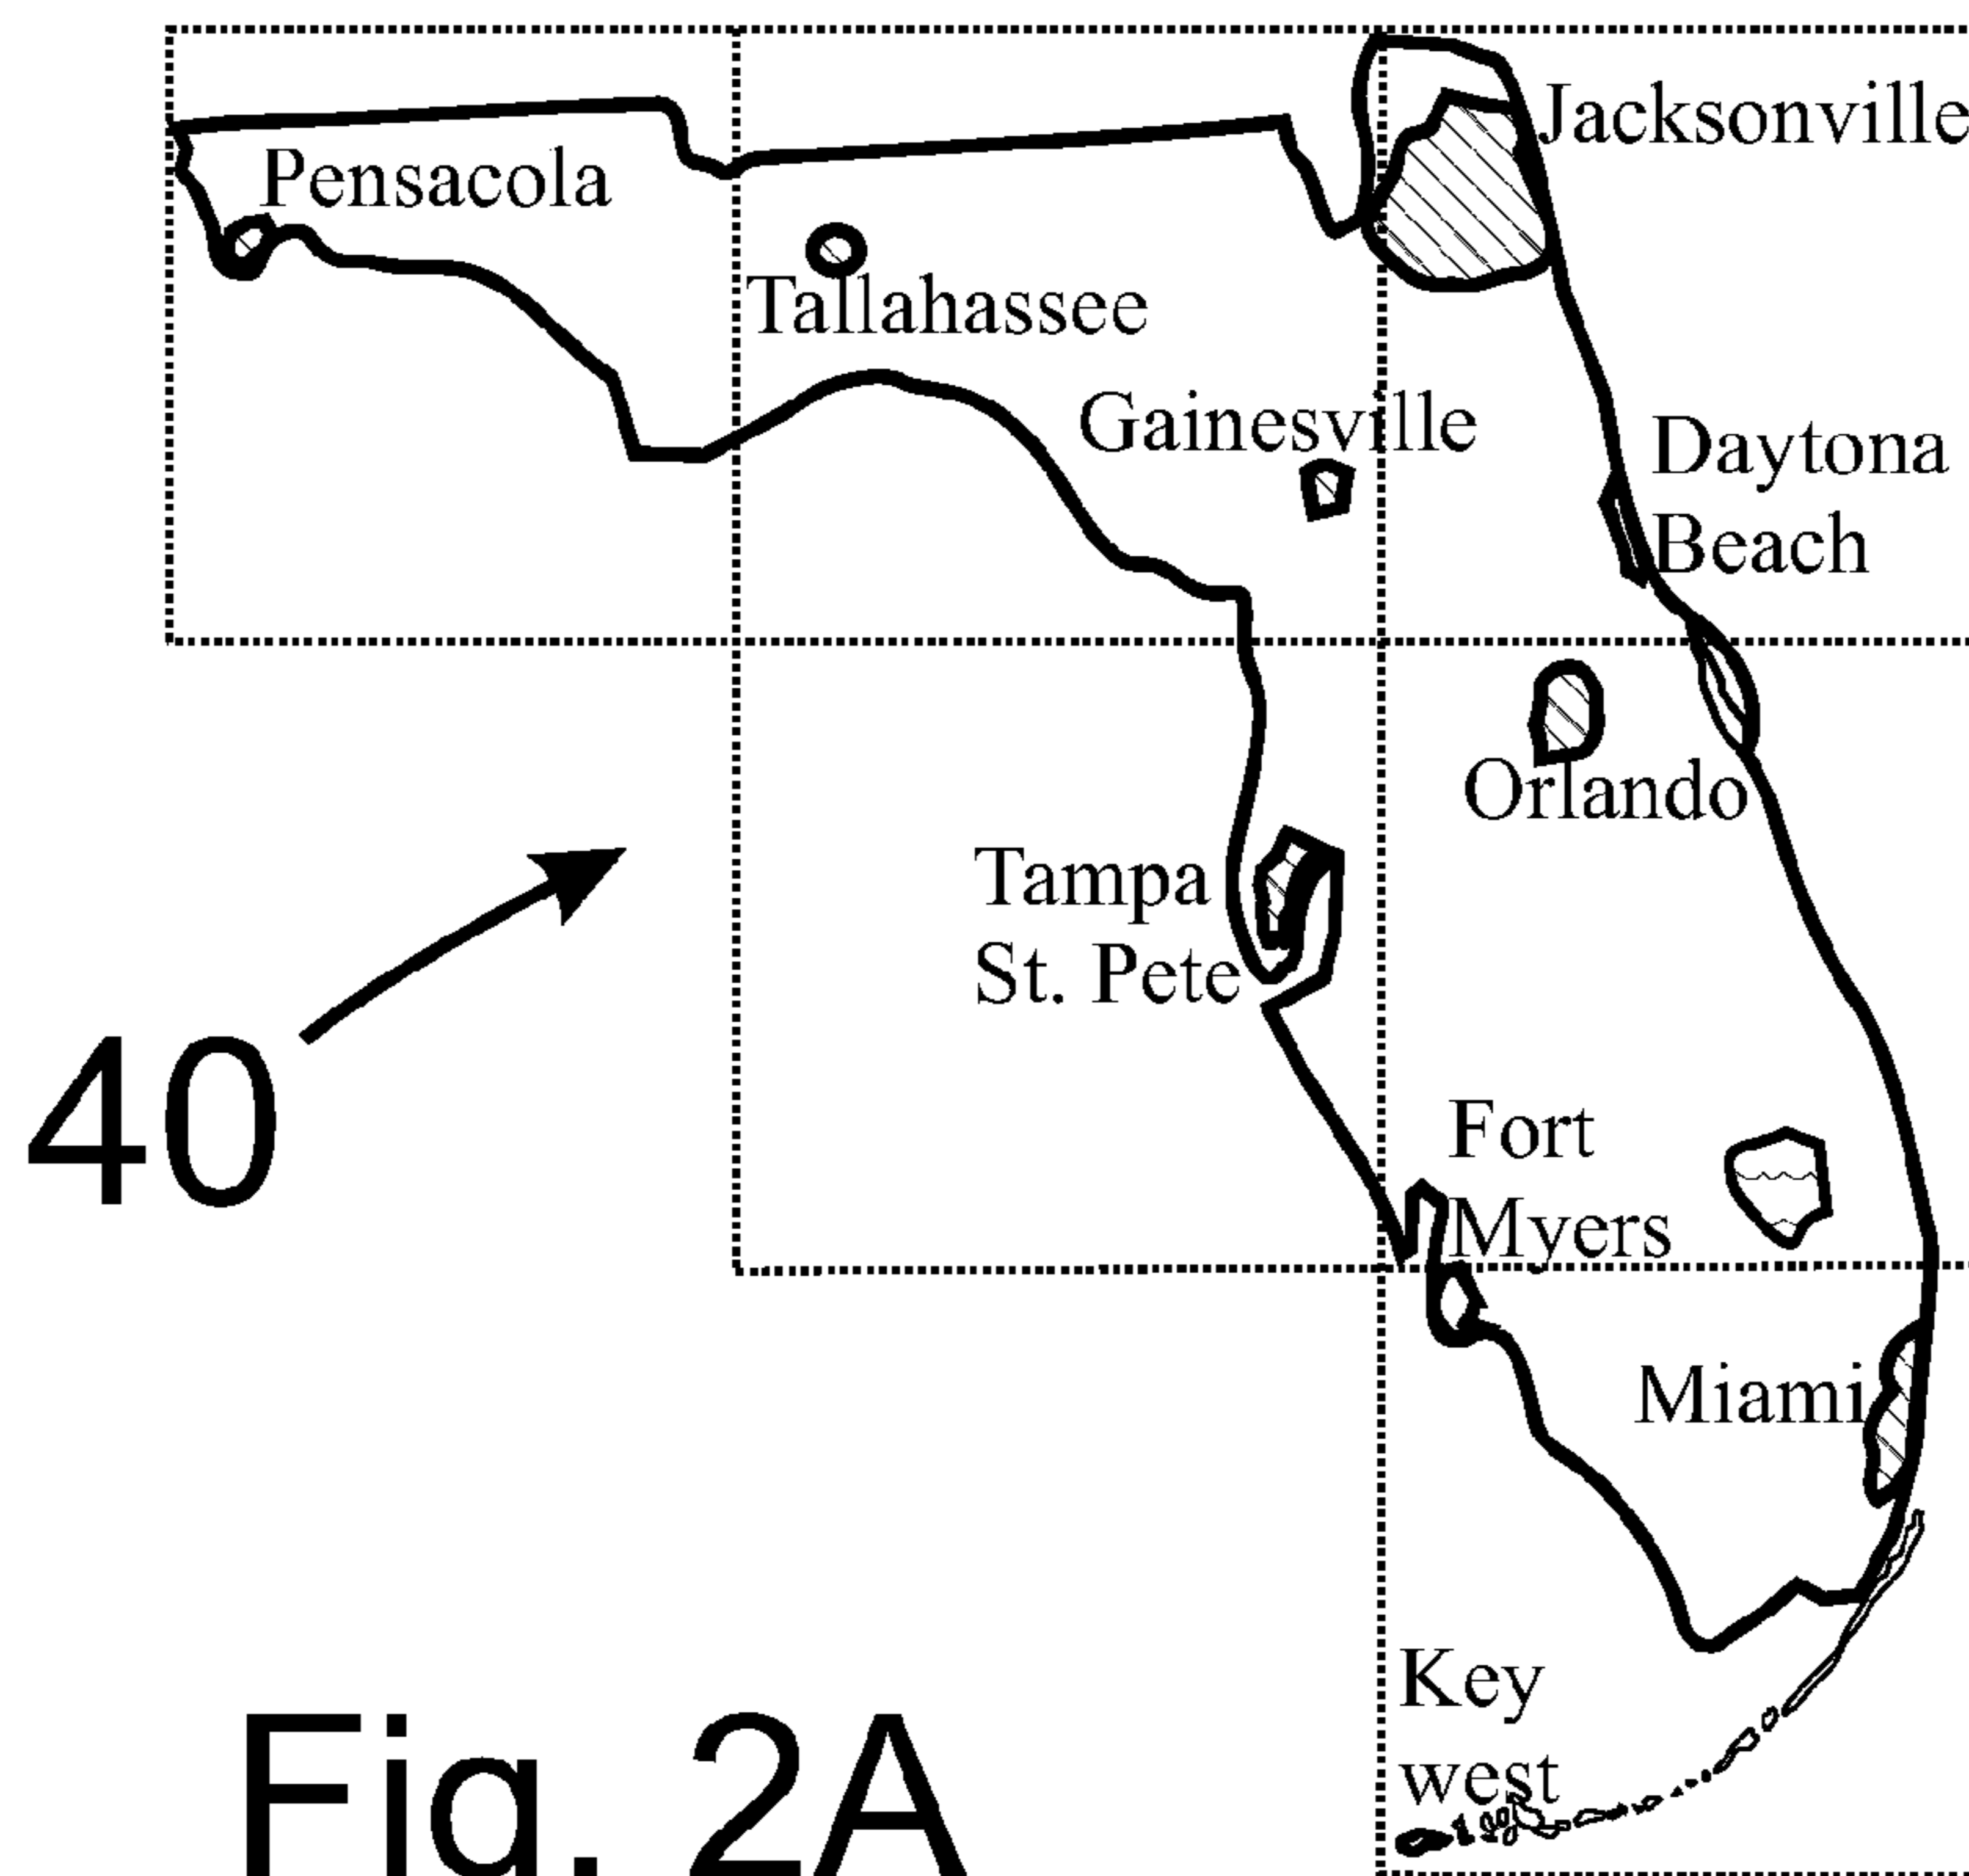 Jacksonville
Pensacola
Tallahassee
Gainesville
Daytona
Beach
Orlando
Tampa
St. Pete
40
Fort
Myers
Miami
Key
west
Fig. 2A